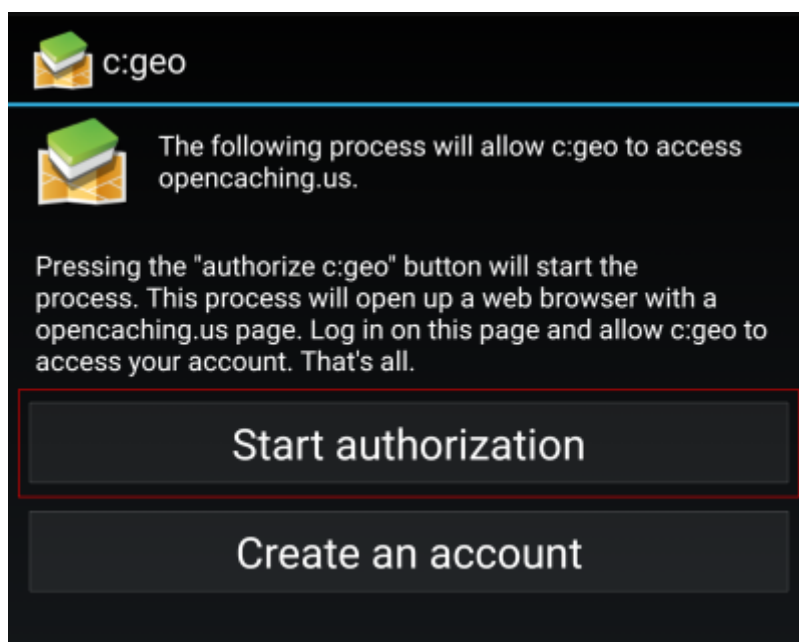 c:geo
The following process will allow c:geo to access
opencaching.us.
Pressing the "authorize c:geo" button will start the
process. This process will open up a web browser with a
opencaching.us page. Log in on this page and allow c:geo to
access your account. That's all.
Start authorization
Create an account